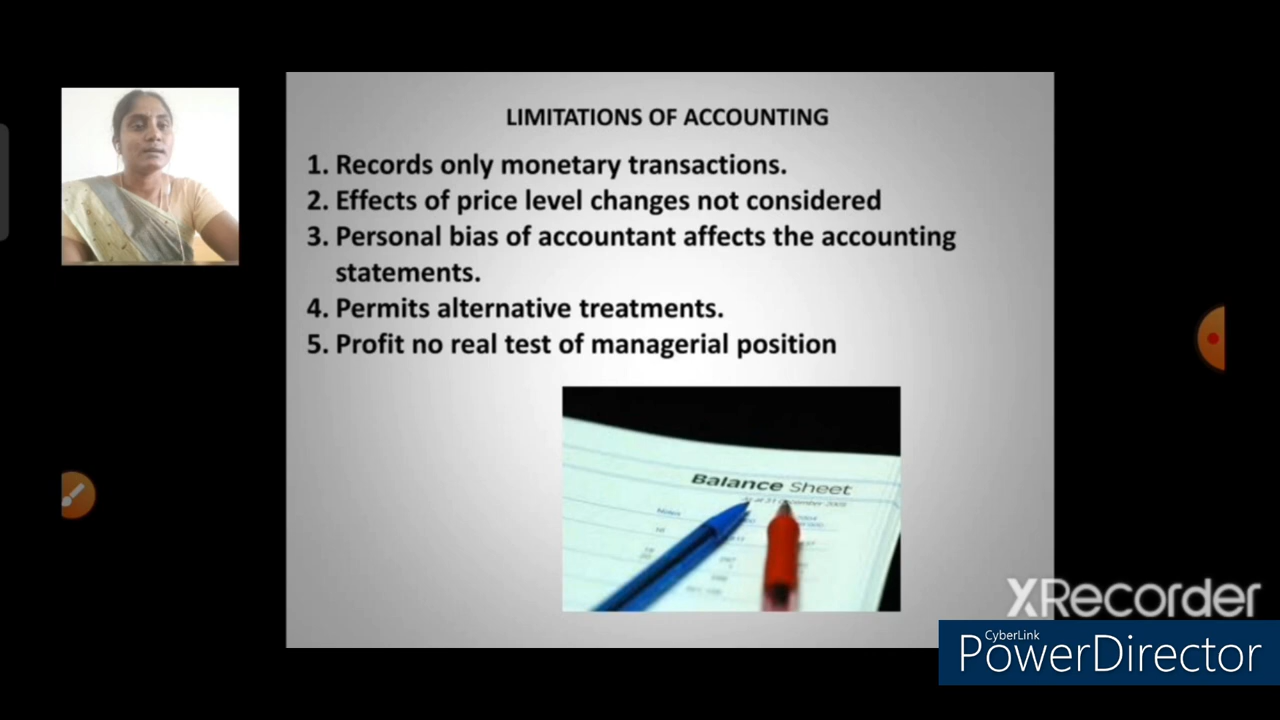 LIMITATIONS OF ACCOUNTING
1. Records only monetary transactions.
2. Effects of price level changes not considered
3. Personal bias of accountant affects the accounting
statements.
4. Permits alternative treatments.
5. Profit no real test of managerial position
Balance Sheet
XRecorder
CyberLink
PowerDirector